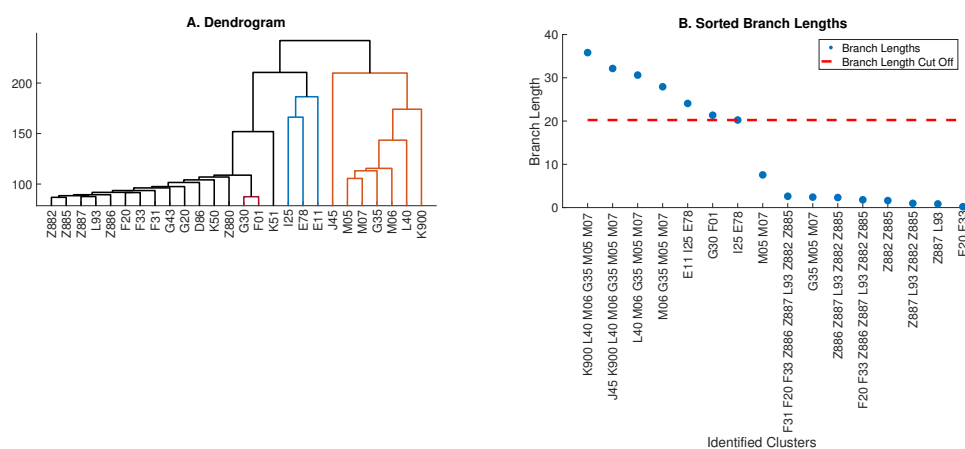 A. Dendrogram
200
150
100
Z882
Z885
Z887
L93
Z886
F20
F33
F31
G43
G20
D86
K50
Z880
G30
F01
K51
I25
E78
E11
J45
M05
M07
G35
M06
L40
K900
B. Sorted Branch Lengths
Branch Length
40
30
20
10
0
Branch Lengths
Branch Length Cut Off
K900 L40 M06 G35 M05 M07
J45 K900 L40 M06 G35 M05 M07
L40 M06 G35 M05 M07
M06 G35 M05 M07
E11 I25 E78
G30 F01
I25 E78
M05 M07
F31 F20 F33 Z886 Z887 L93 Z882 Z885
G35 M05 M07
Z886 Z887 L93 Z882 Z885
F20 F33 Z886 Z887 L93 Z882 Z885
Z882 Z885
Z887 L93 Z882 Z885
Z887 L93
F20 F33
Identified Clusters